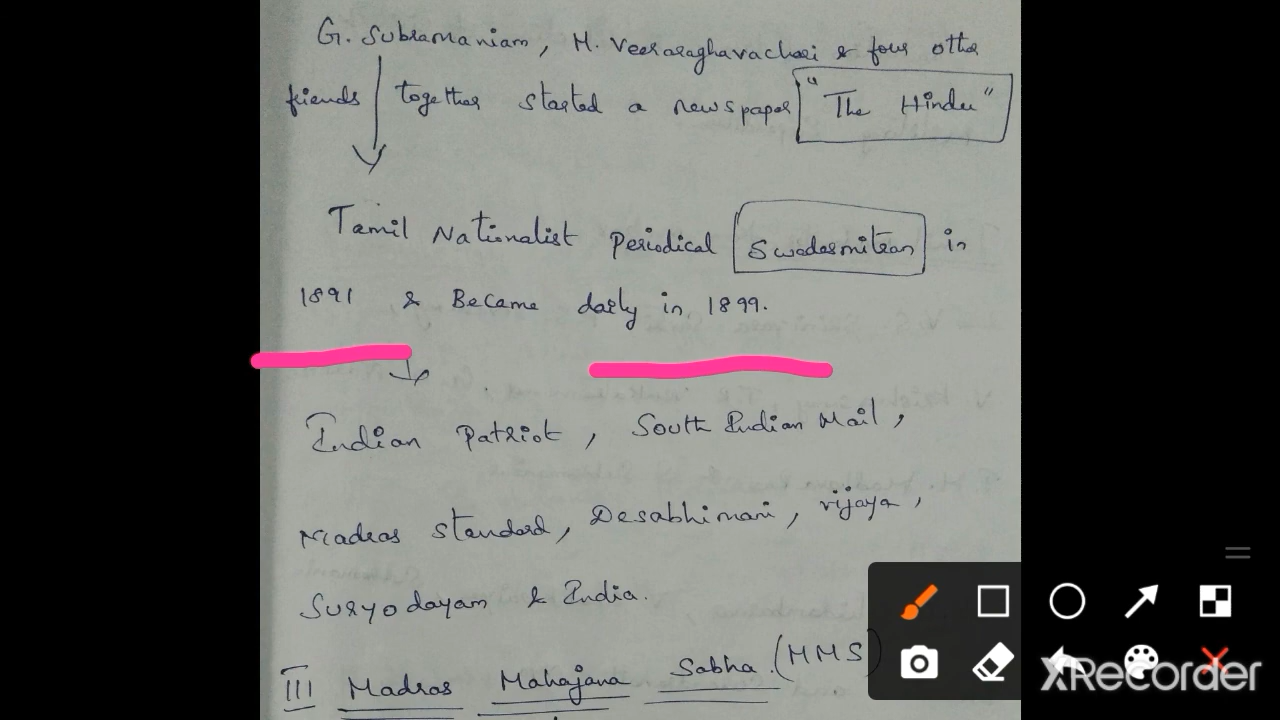 G. Subramaniam, M. Veeraraghavachari & four other
friends together started a newspaper "The Hindu"
Tamil Nationalist Periodical Swadesmitran in
1891 & Became daily in 1899.
Indian Patriot, South Indian Mail,
Madras Standard, Desabhimani, vijaya,
Suryodayam & India.
III Madras Mahajana Sabha. (MMS)
XRecorder